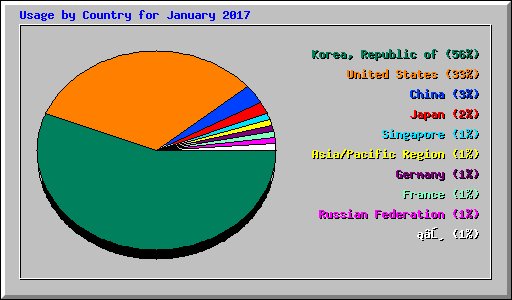 Usage by Country for January 2017
Korea, Republic of (56%)
United States (33%)
China (3%)
Japan (2%)
Singapore (1%)
Asia/Pacific Region (1%)
Germany (1%)
France (1%)
Russian Federation (1%)
(1%)